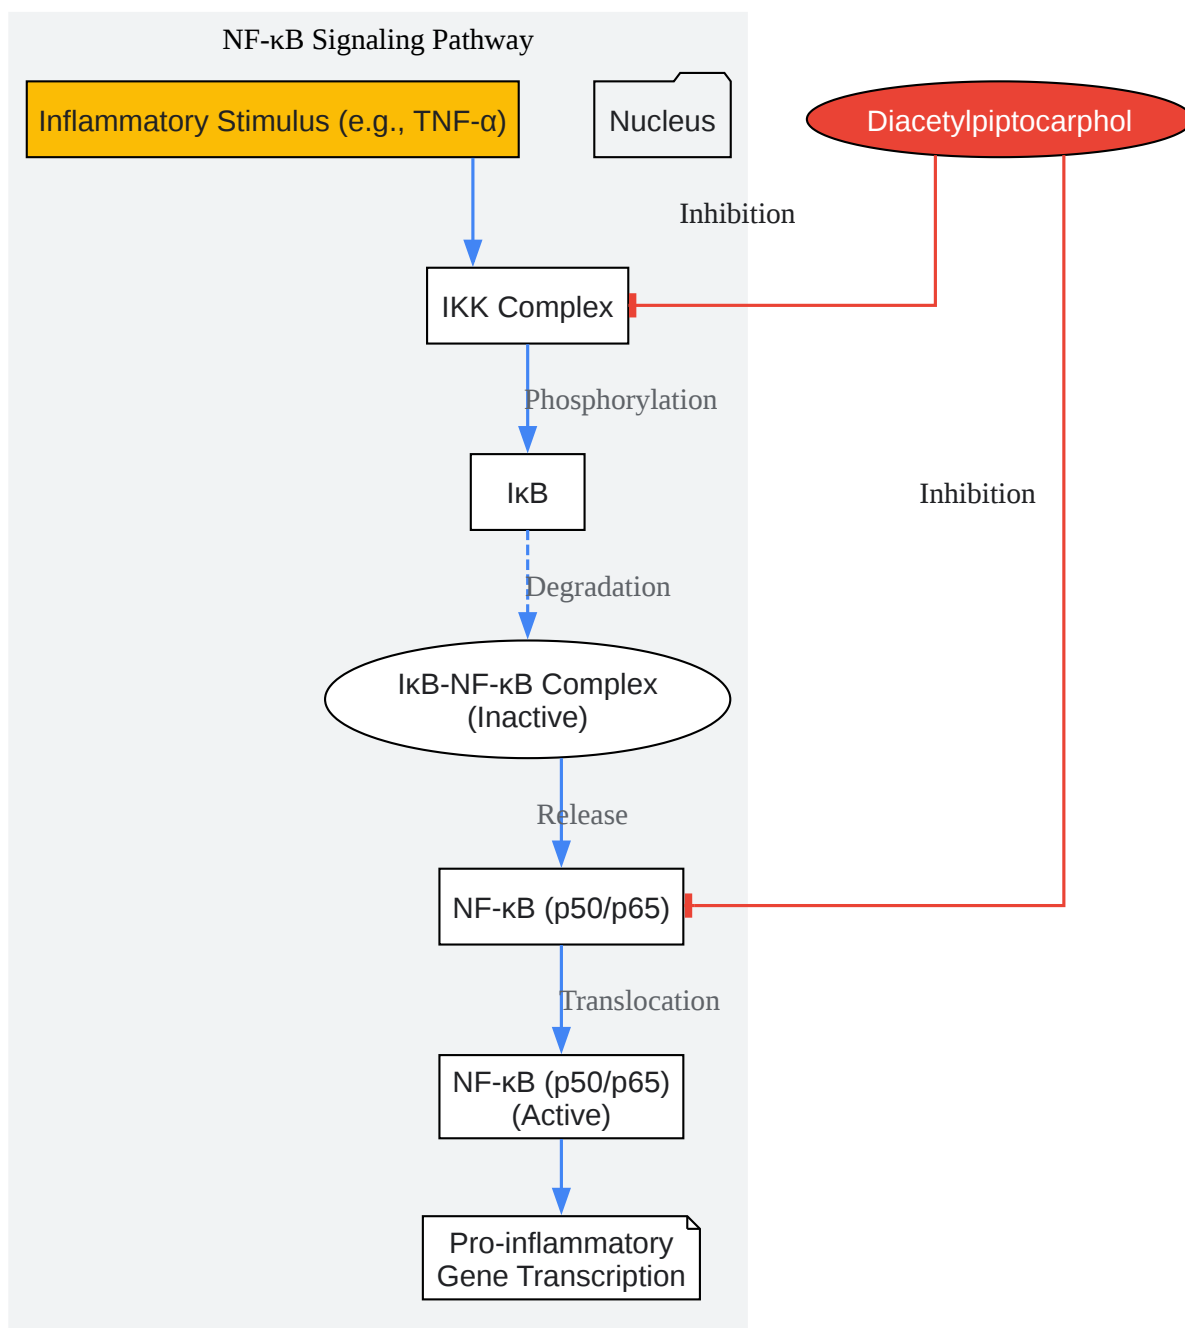 NF-κB Signaling Pathway
Inflammatory Stimulus (e.g., TNF-α)
Nucleus
Diacetylpiptocarphol
Inhibition
IKK Complex
Phosphorylation
IκB
Inhibition
Degradation
IκB-NF-κB Complex
(Inactive)
Release
NF-κB (p50/p65)
Translocation
NF-κB (p50/p65)
(Active)
Pro-inflammatory
Gene Transcription